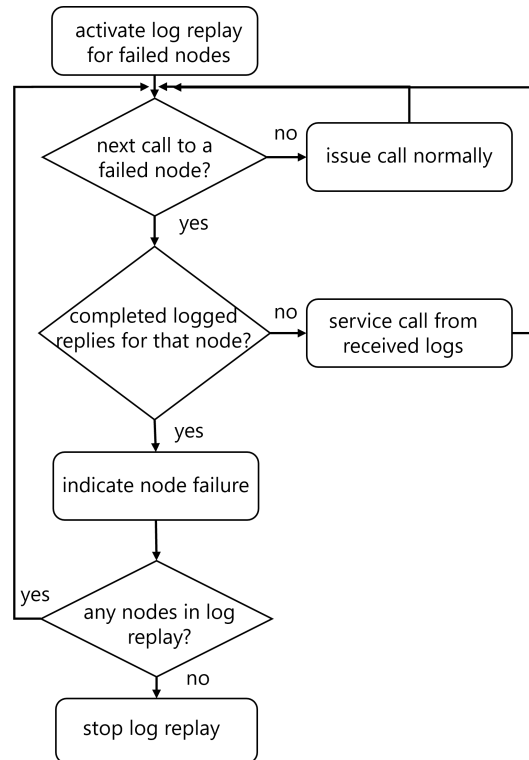 activate log replay
for failed nodes
next call to a
failed node?
no
issue call normally
yes
completed logged
replies for that node?
no
service call from
received logs
yes
indicate node failure
yes
any nodes in log
replay?
no
stop log replay